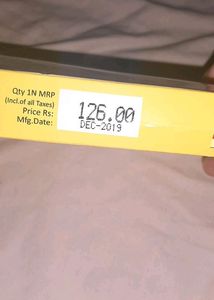 Qty 1N MRP
(Incl.of all Taxes)
Price Rs: 126.00
Mfg.Date: DEC-2019